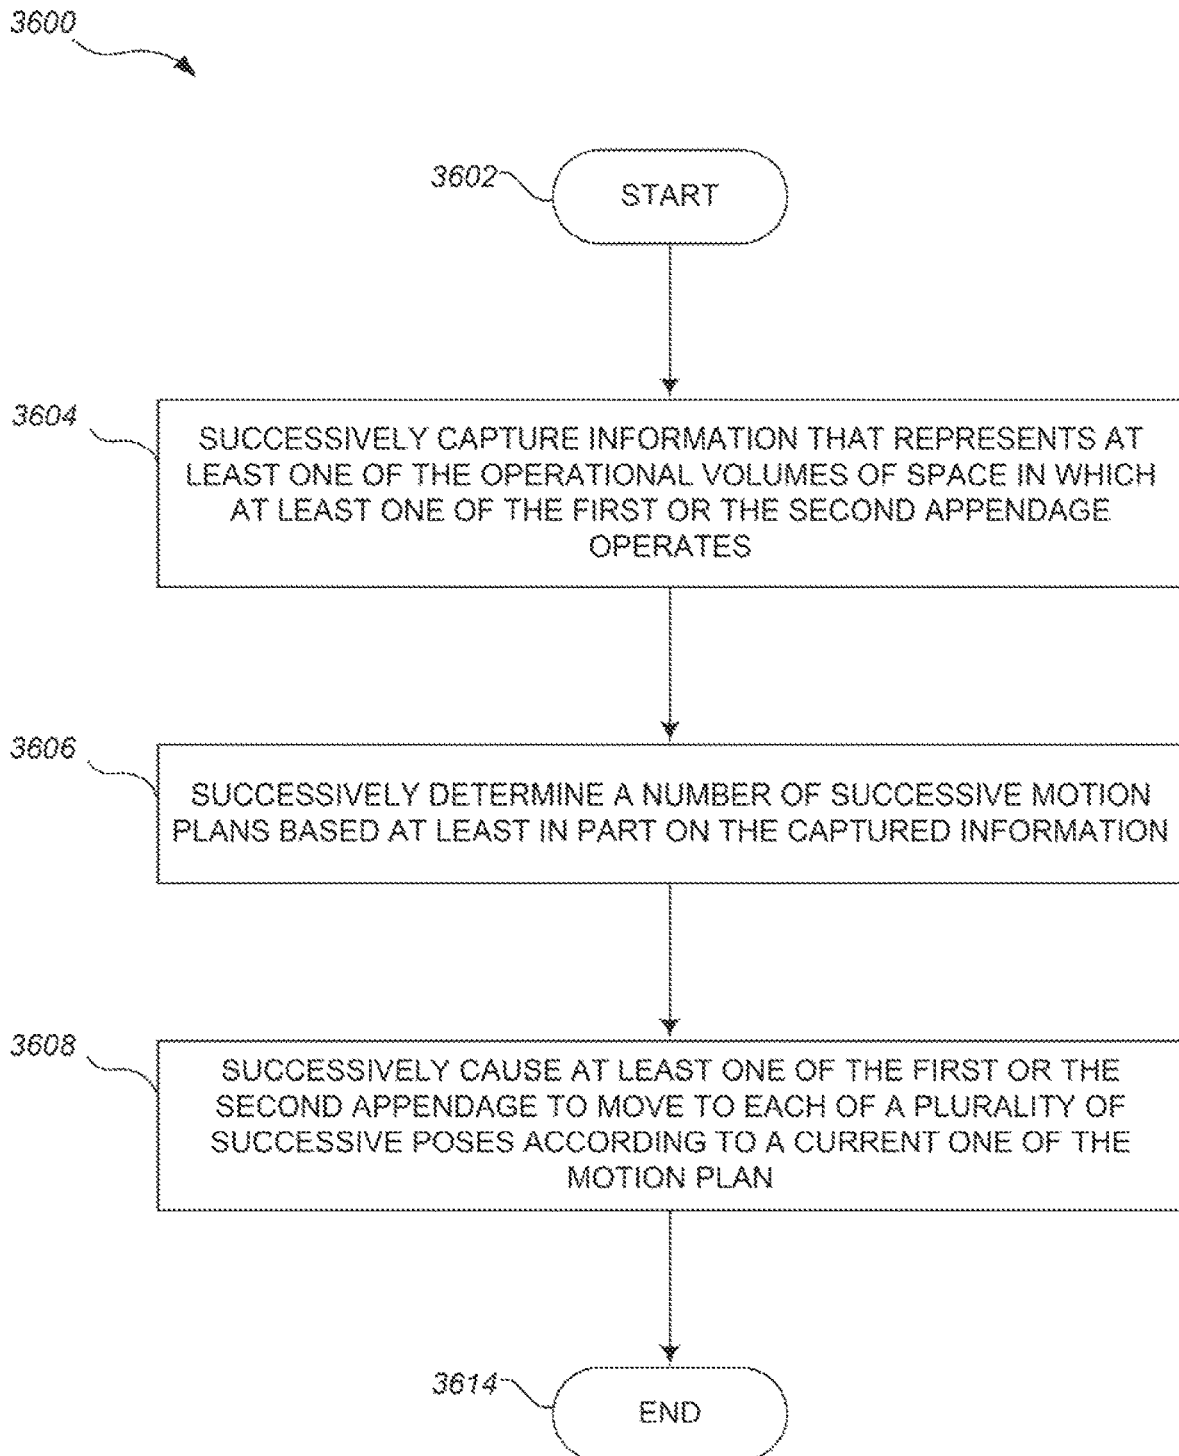 3600
3602
START
3604
SUCCESSIVELY CAPTURE INFORMATION THAT REPRESENTS AT
LEAST ONE OF THE OPERATIONAL VOLUMES OF SPACE IN WHICH
AT LEAST ONE OF THE FIRST OR THE SECOND APPENDAGE
OPERATES
3606
SUCCESSIVELY DETERMINE A NUMBER OF SUCCESSIVE MOTION
PLANS BASED AT LEAST IN PART ON THE CAPTURED INFORMATION
3608
SUCCESSIVELY CAUSE AT LEAST ONE OF THE FIRST OR THE
SECOND APPENDAGE TO MOVE TO EACH OF A PLURALITY OF
SUCCESSIVE POSES ACCORDING TO A CURRENT ONE OF THE
MOTION PLAN
3614
END